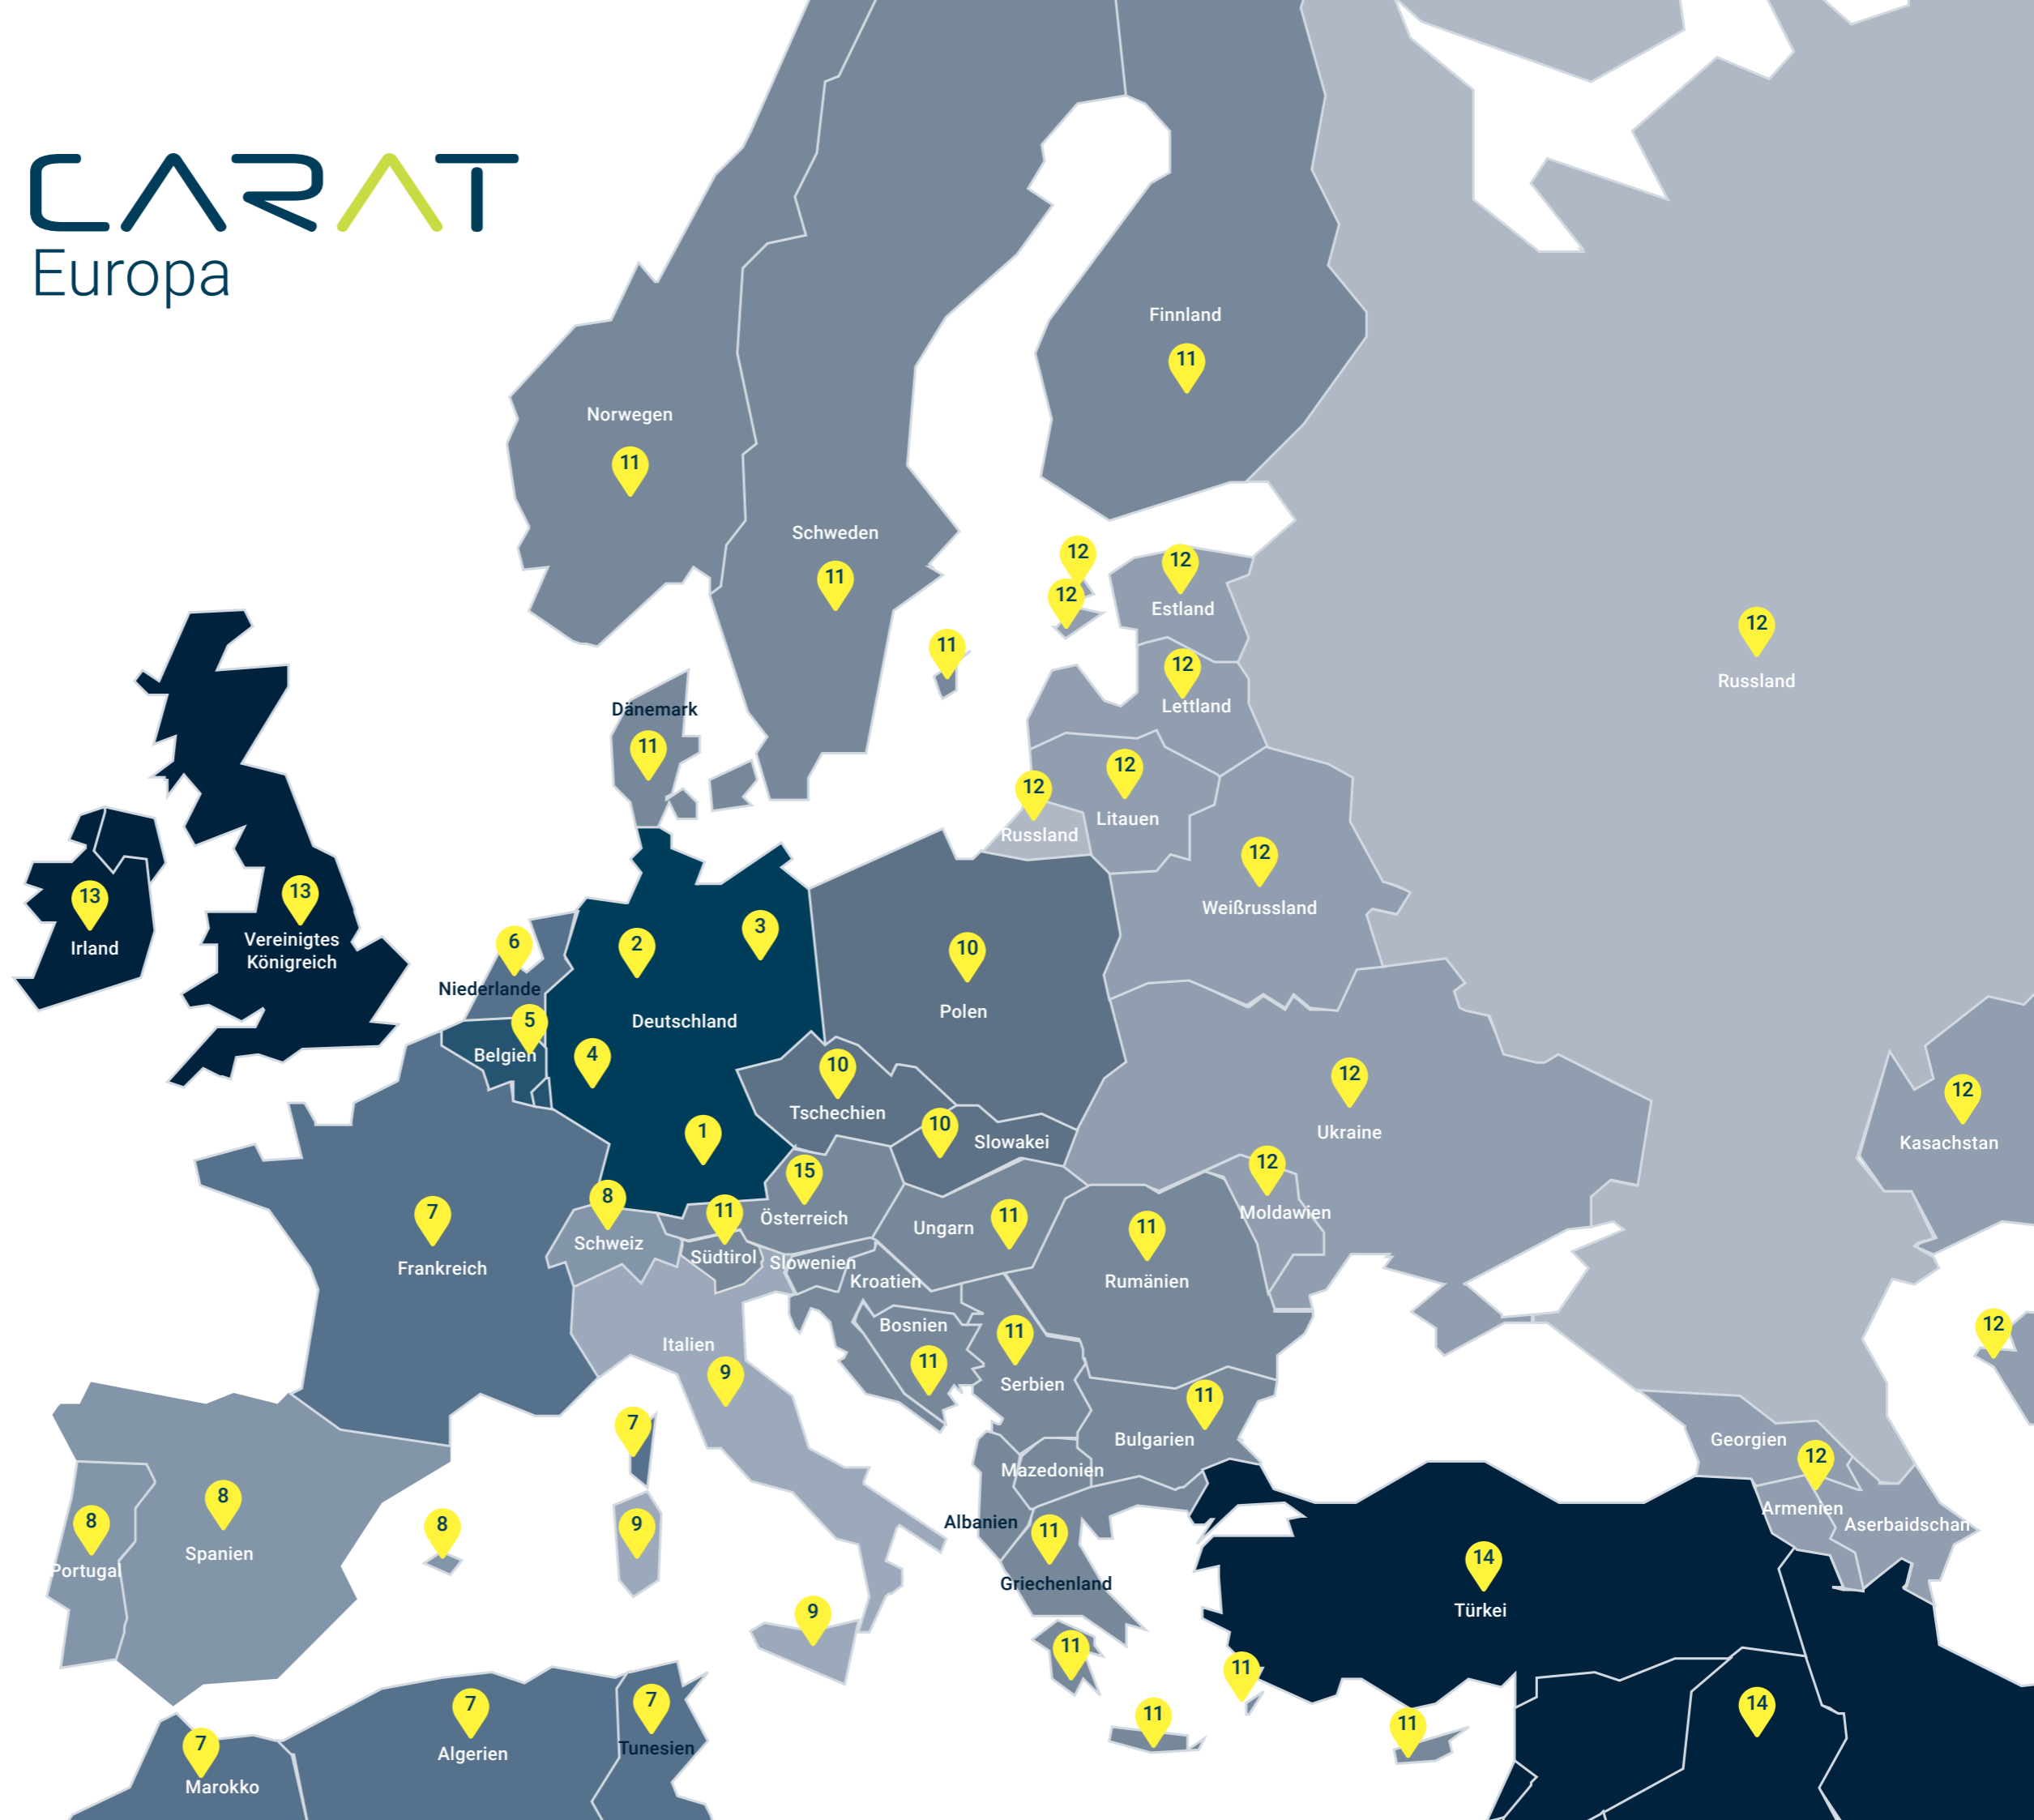 CARAT
Europa
Finnland
11
Norwegen
11
Schweden
11
12
12
12
Estland
11
12
Lettland
12
Russland
Dänemark
11
12
Litauen
12
Russland
12
Weißrussland
13
Irland
13
Vereinigtes
Königreich
6
Niederlande
2
3
Deutschland
10
Polen
5
Belgien
4
10
Tschechien
12
Ukraine
12
Kasachstan
1
10
Slowakei
15
Österreich
12
Moldawien
7
Frankreich
8
Schweiz
11
Südtirol
Slowenien
Ungarn
11
11
Rumänien
Kroatien
Bosnien
11
11
Serbien
12
Italien
9
7
11
Bulgarien
Georgien
12
Mazedonien
Armenien
Aserbaidschan
8
Portugal
8
Spanien
8
9
Albanien
11
Griechenland
14
Türkei
9
11
11
7
Marokko
7
Algerien
7
Tunesien
11
11
14